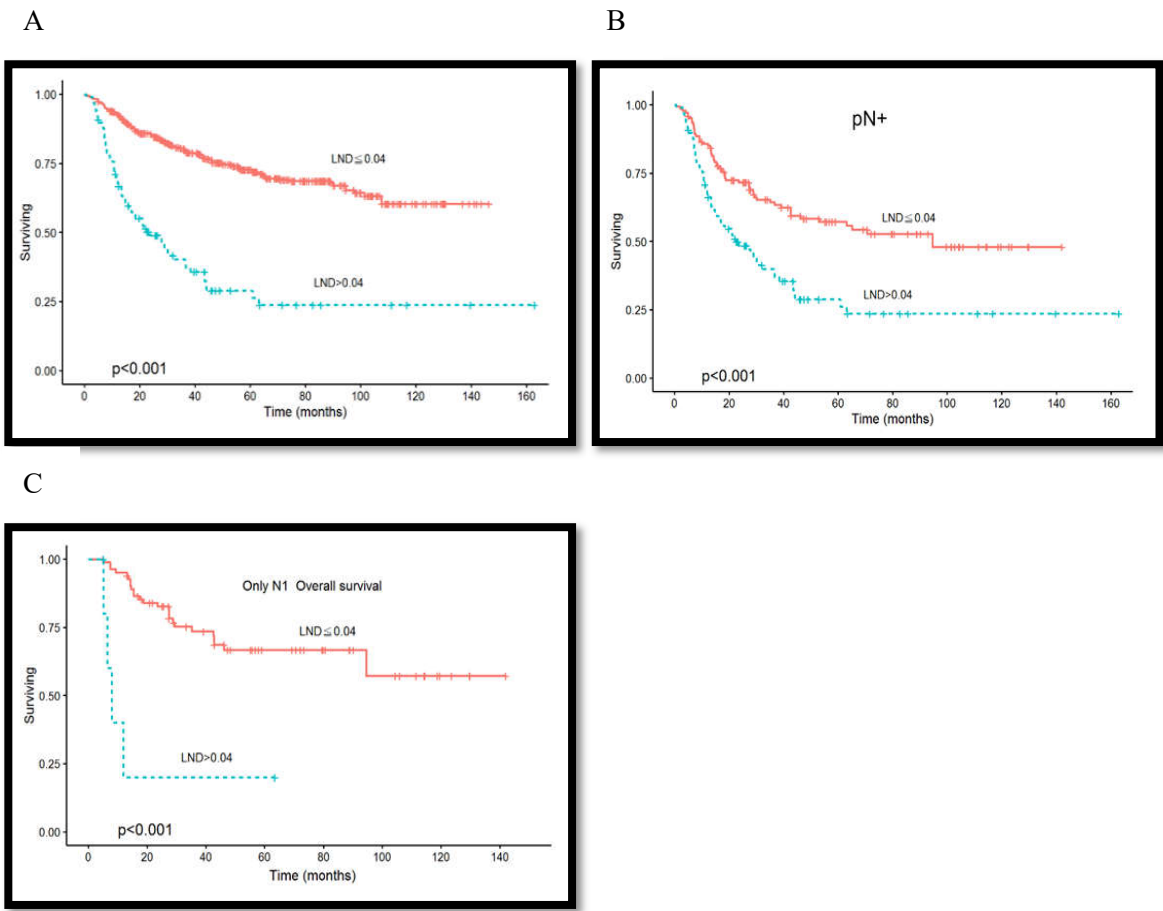 A
1.00
0.75
0.50
0.25
0.00
Surviving
LND≦0.04
LND>0.04
p<0.001
0 20 40 60 80 100 120 140 160
Time (months)
B
1.00
0.75
0.50
0.25
0.00
Surviving
pN+
LND≦0.04
LND>0.04
p<0.001
0 20 40 60 80 100 120 140 160
Time (months)
C
1.00
0.75
0.50
0.25
0.00
Surviving
Only N1 Overall survival
LND≦0.04
LND>0.04
p<0.001
0 20 40 60 80 100 120 140
Time (months)